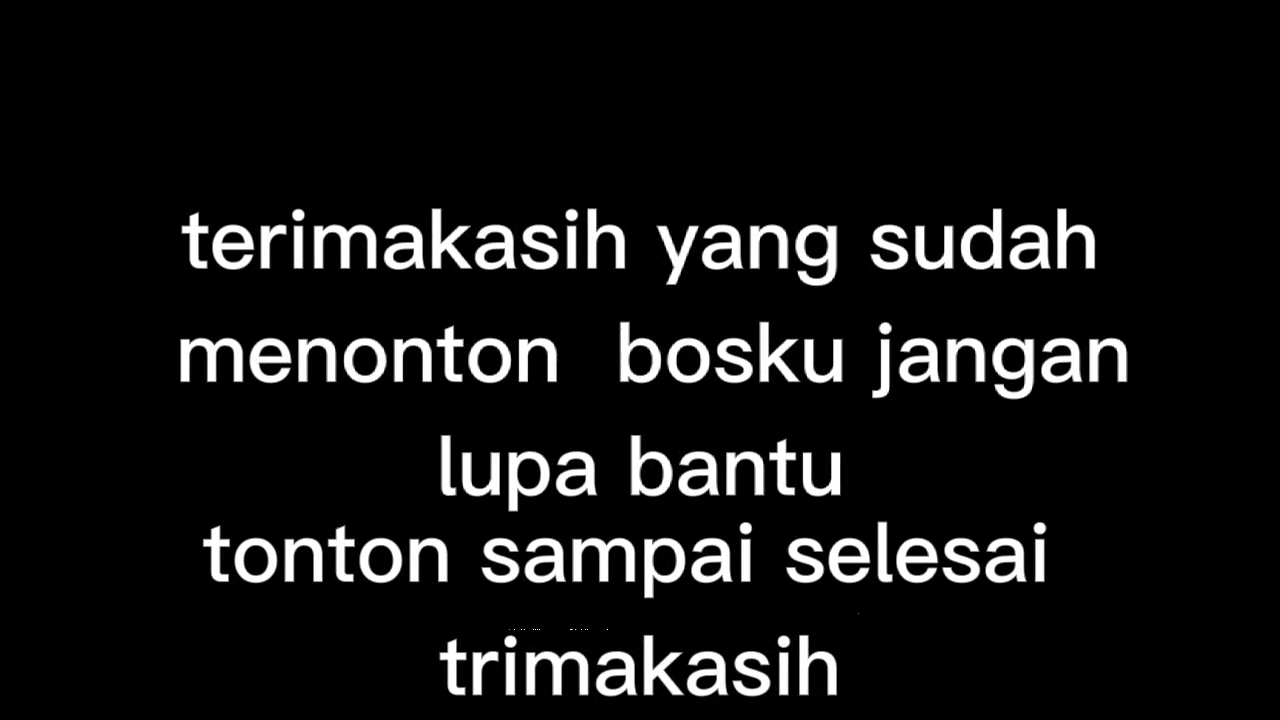 terimakasih yang sudah
menonton  bosku jangan
lupa bantu
tonton sampai selesai
trimakasih